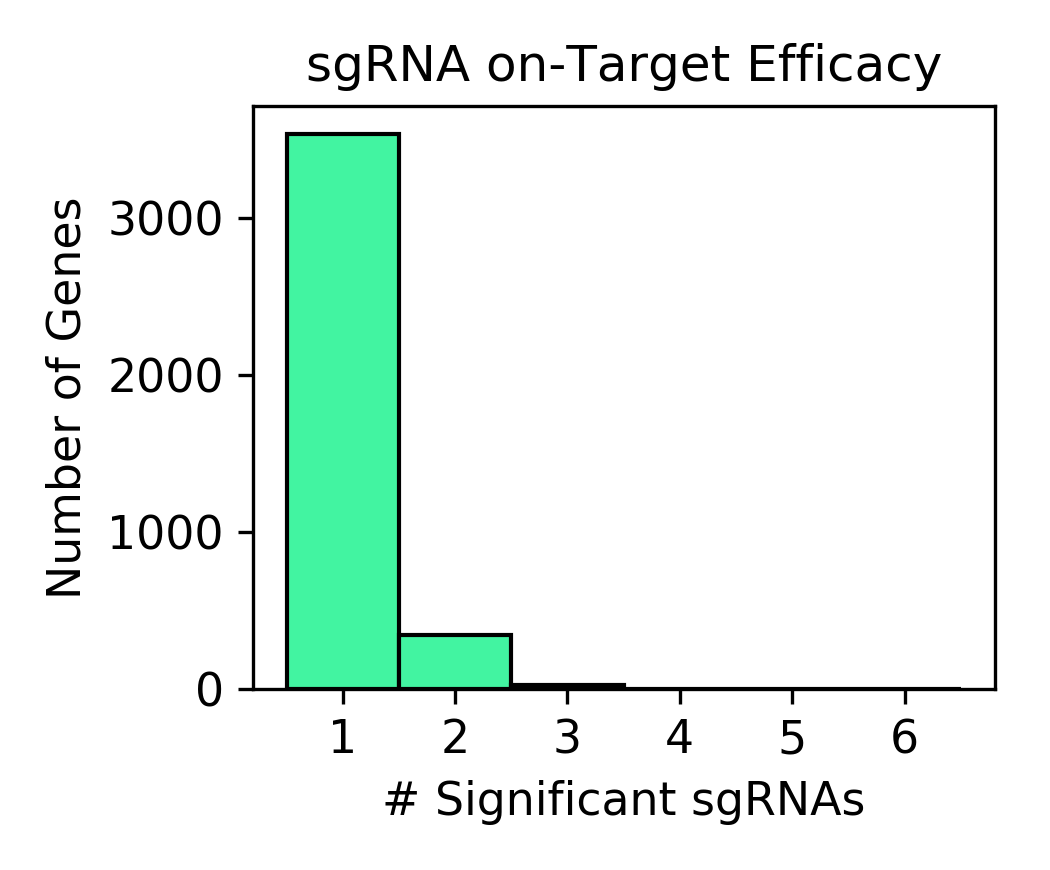 sgRNA on-Target Efficacy
Number of Genes
3000
2000
1000
0
1 2 3 4 5 6
# Significant sgRNAs